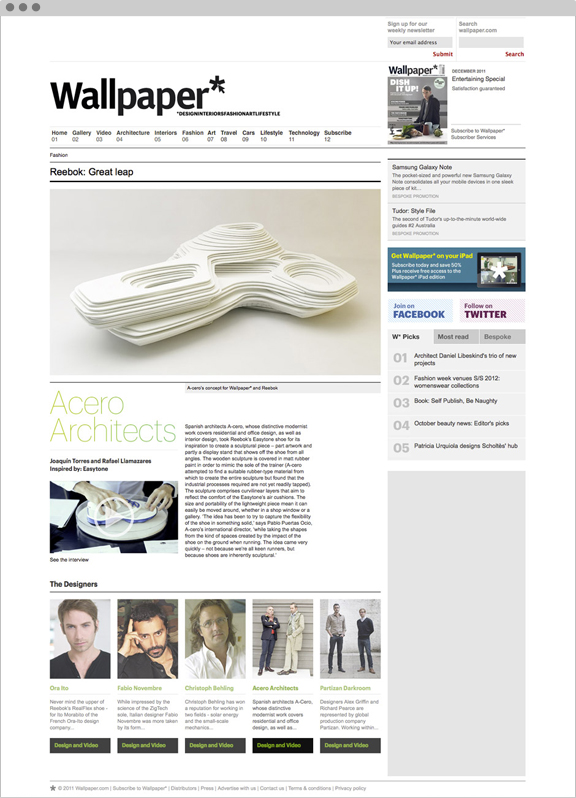 Sign up for our
weekly newsletter
Search
wallpaper.com
Your email address
Submit
Search
Wallpaper*
*DESIGNINTERIORSFASHIONARTLIFESTYLE
Wallpaper*
DISH IT UP!
DECEMBER 2011
Entertaining Special
Satisfaction guaranteed
Subscribe to Wallpaper*
Subscriber Services
Home Gallery Video Architecture Interiors Fashion Art Travel Cars Lifestyle Technology Subscribe
01 02 03 04 05 06 07 08 09 10 11 12
Fashion
Reebok: Great leap
Samsung Galaxy Note
The pocket-sized and powerful new Samsung Galaxy
Note consolidates all your mobile devices in one sleek
piece of kit....
BESPOKE PROMOTION
Tudor: Style File
The second of Tudor's up-to-the-minute world-wide
guides #2 Australia
BESPOKE PROMOTION
Get Wallpaper* on your iPad
Subscribe today and save 50%
Plus receive free access to the
Wallpaper* iPad edition
Join on
FACEBOOK
Follow on
TWITTER
W* Picks
Most read
Bespoke
01 Architect Daniel Libeskind's trio of new
projects
02 Fashion week venues S/S 2012:
womenswear collections
03 Book: Self Publish, Be Naughty
04 October beauty news: Editor's picks
05 Patricia Urquiola designs Scholtès' hub
A-cero's concept for Wallpaper* and Reebok
Acero
Architects
Joaquín Torres and Rafael Llamazares
Inspired by: Easytone
See the interview
Spanish architects A-cero, whose distinctive modernist
work covers residential and office design, as well as
interior design, took Reebok's Easytone shoe for its
inspiration to create a sculptural piece – part artwork and
partly a display stand that shows off the shoe from all
angles. The wooden sculpture is covered in matt rubber
paint in order to mimic the sole of the trainer (A-cero
attempted to find a suitable rubber-type material from
which to create the entire sculpture but found that the
industrial processes required are not yet readily tapped).
The sculpture comprises curvilinear layers that aim to
reflect the comfort of the Easytone's air cushions. The
size and portability of the lightweight piece mean it can
easily be moved around, whether in a shop window or a
gallery. 'The idea has been to try to capture the flexibility
of the shoe in something solid,' says Pablo Puertas Ocio,
A-cero's international director, 'while taking the shapes
from the kind of spaces created by the impact of the
shoe on the ground when running. The idea came very
quickly – not because we're all keen runners, but
because shoes are inherently sculptural.'
The Designers
Ora Ito
Never mind the upper of
Reebok's RealFlex shoe -
for its Morabito of the
French Ora-Ito design
company...
Design and Video
Fabio Novembre
While impressed by the
science of the ZigTech
sole, Italian designer Fabio
Novembre was more taken
by its form...
Design and Video
Christoph Behling
Christoph Behling has won
a reputation for working in
two fields - solar energy
and the small-scale
mechanics...
Design and Video
Acero Architects
Spanish architects A-Cero,
whose distinctive
modernist work covers
residential and office
design, as well as...
Design and Video
Partizan Darkroom
Designers Alex Griffin and
Richard Pearce are
represented by global
production company
Partizan. Working within...
Design and Video
© 2011 Wallpaper.com | Subscribe to Wallpaper* | Distributors | Press | Advertise with us | Contact us | Terms & conditions | Privacy policy